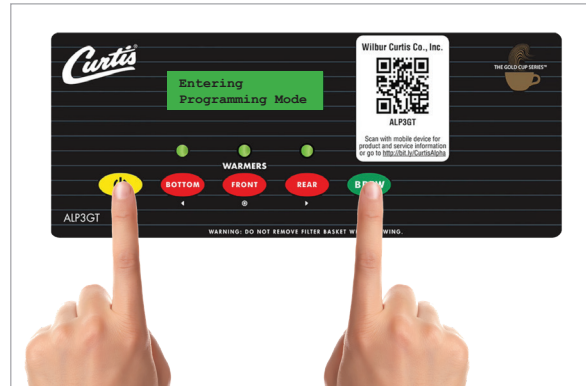 Curtis
Entering
Programming Mode
Wilbur Curtis Co., Inc.
ALP3GT
Scan with mobile device for
product and service information
or go to http://bit.ly/CurtisAlpha
THE GOLD CUP SERIES™
WARMERS
BOTTOM
FRONT
REAR
ALP3GT
WARNING: DO NOT REMOVE FILTER BASKET